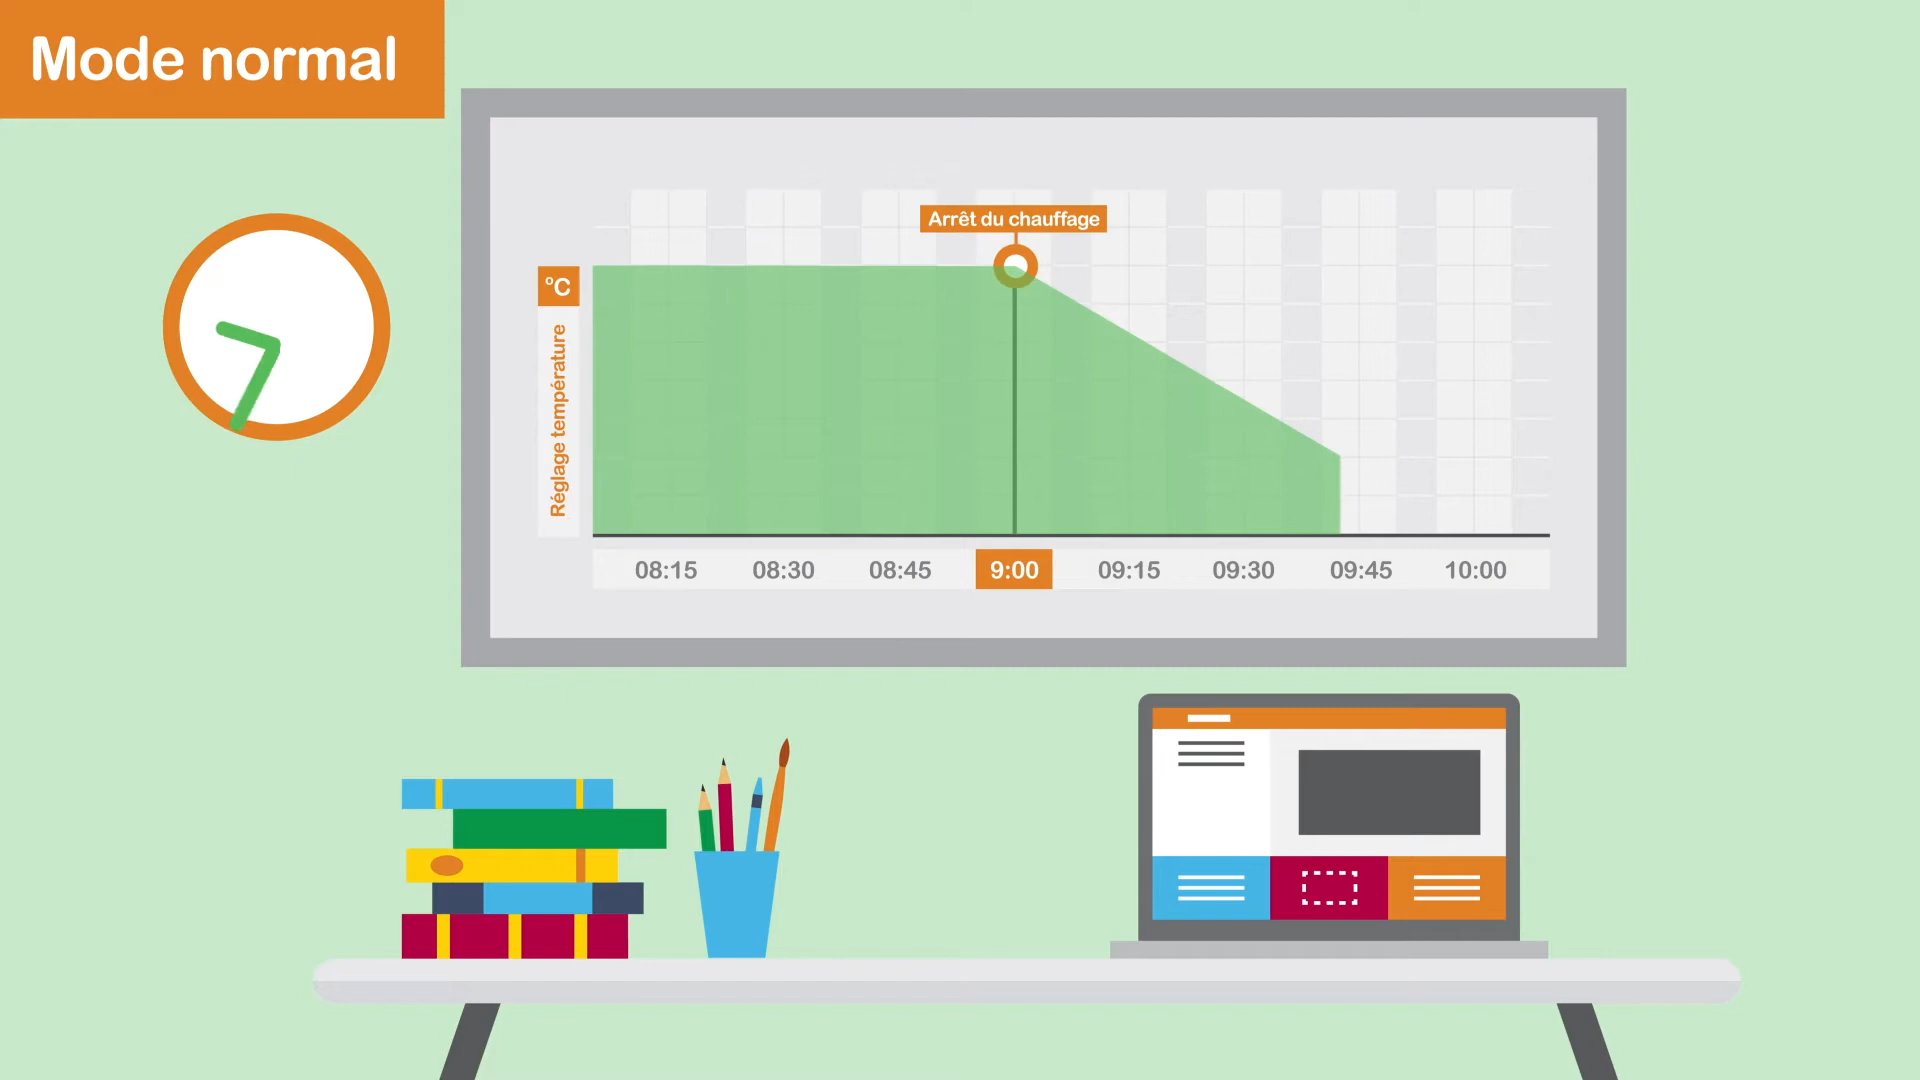 Mode normal
Arrêt du chauffage
°C
Réglage température
08:15 08:30 08:45 9:00 09:15 09:30 09:45 10:00